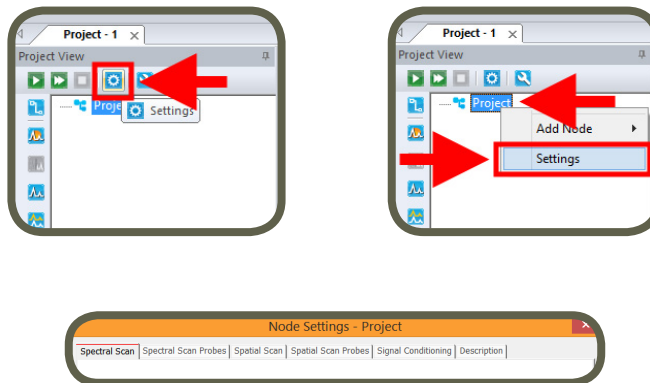 Project - 1
Project View
Proje
Settings
Project - 1
Project View
Project
Add Node
Settings
Node Settings - Project
Spectral Scan Spectral Scan Probes Spatial Scan Spatial Scan Probes Signal Conditioning Description